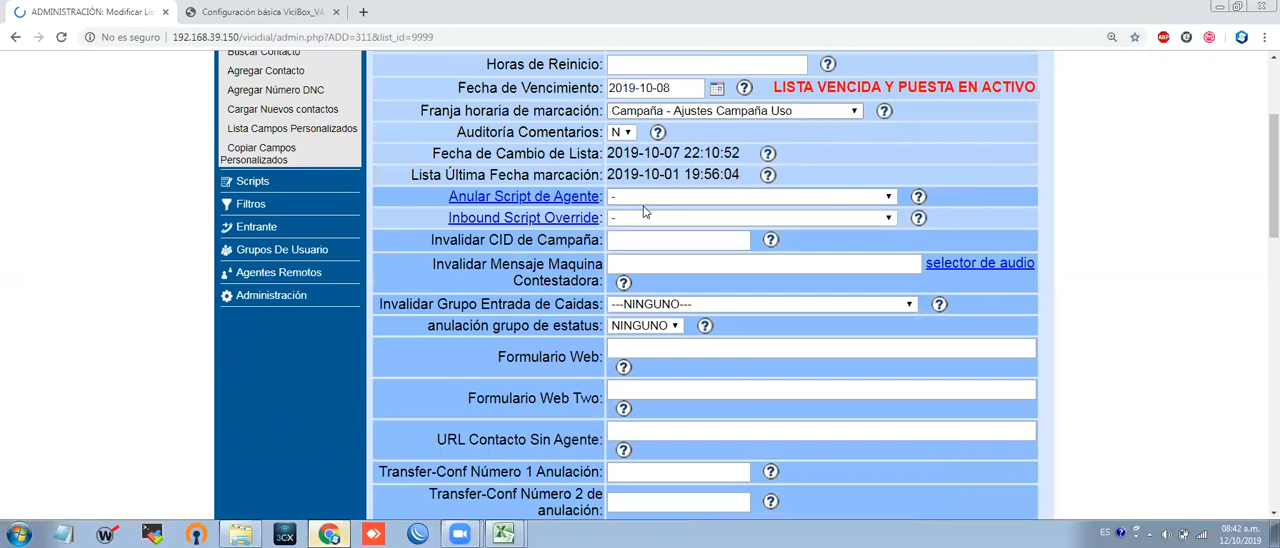 ADMINISTRACIÓN: Modificar Lis
Configuración básica ViciBox_V4
No es seguro
192.168.39.150/vicidial/admin.php?ADD=311&list_id=9999
Buscar Contacto
Agregar Contacto
Agregar Número DNC
Cargar Nuevos contactos
Lista Campos Personalizados
Copiar Campos
Personalizados
Scripts
Filtros
Entrante
Grupos De Usuario
Agentes Remotos
Administración
Horas de Reinicio:
Fecha de Vencimiento: 2019-10-08 LISTA VENCIDA Y PUESTA EN ACTIVO
Franja horaria de marcación: Campaña - Ajustes Campaña Uso
Auditoría Comentarios: N
Fecha de Cambio de Lista: 2019-10-07 22:10:52
Lista Última Fecha marcación: 2019-10-01 19:56:04
Anular Script de Agente: -
Inbound Script Override: -
Invalidar CID de Campaña:
Invalidar Mensaje Maquina
Contestadora:
selector de audio
Invalidar Grupo Entrada de Caidas: ---NINGUNO---
anulación grupo de estatus: NINGUNO
Formulario Web:
Formulario Web Two:
URL Contacto Sin Agente:
Transfer-Conf Número 1 Anulación:
Transfer-Conf Número 2 de
anulación:
3CX
ES
08:42 a.m.
12/10/2019